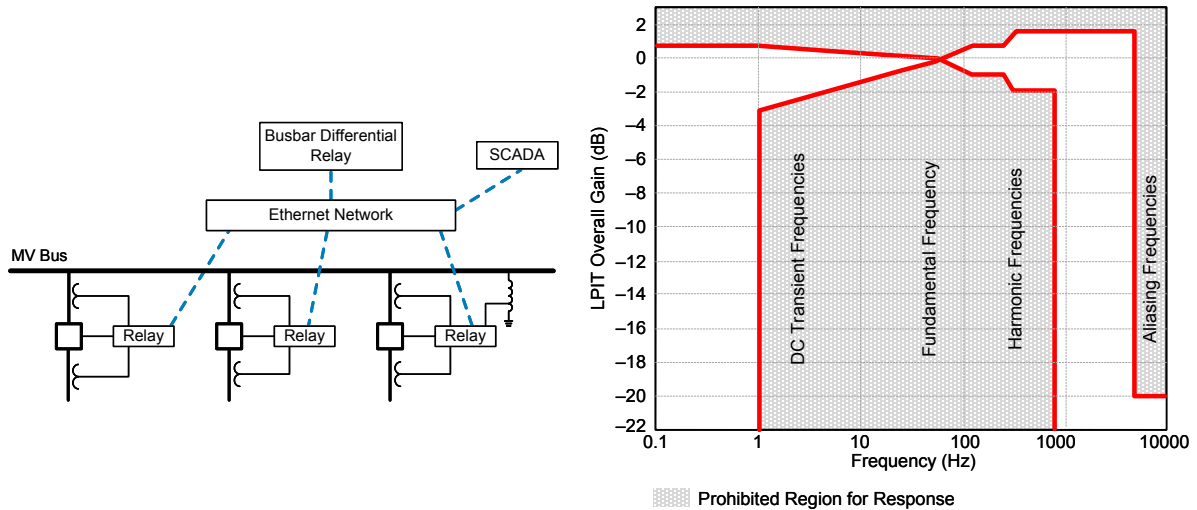 Busbar Differential
Relay
SCADA
Ethernet Network
MV Bus
Relay
Relay
Relay
LPIT Overall Gain (dB)
2
0
–2
–4
–6
–8
–10
–12
–14
–16
–18
–20
–22
DC Transient Frequencies
Fundamental Frequency
Harmonic Frequencies
Aliasing Frequencies
0.1
1
10
100
1000
10000
Frequency (Hz)
Prohibited Region for Response